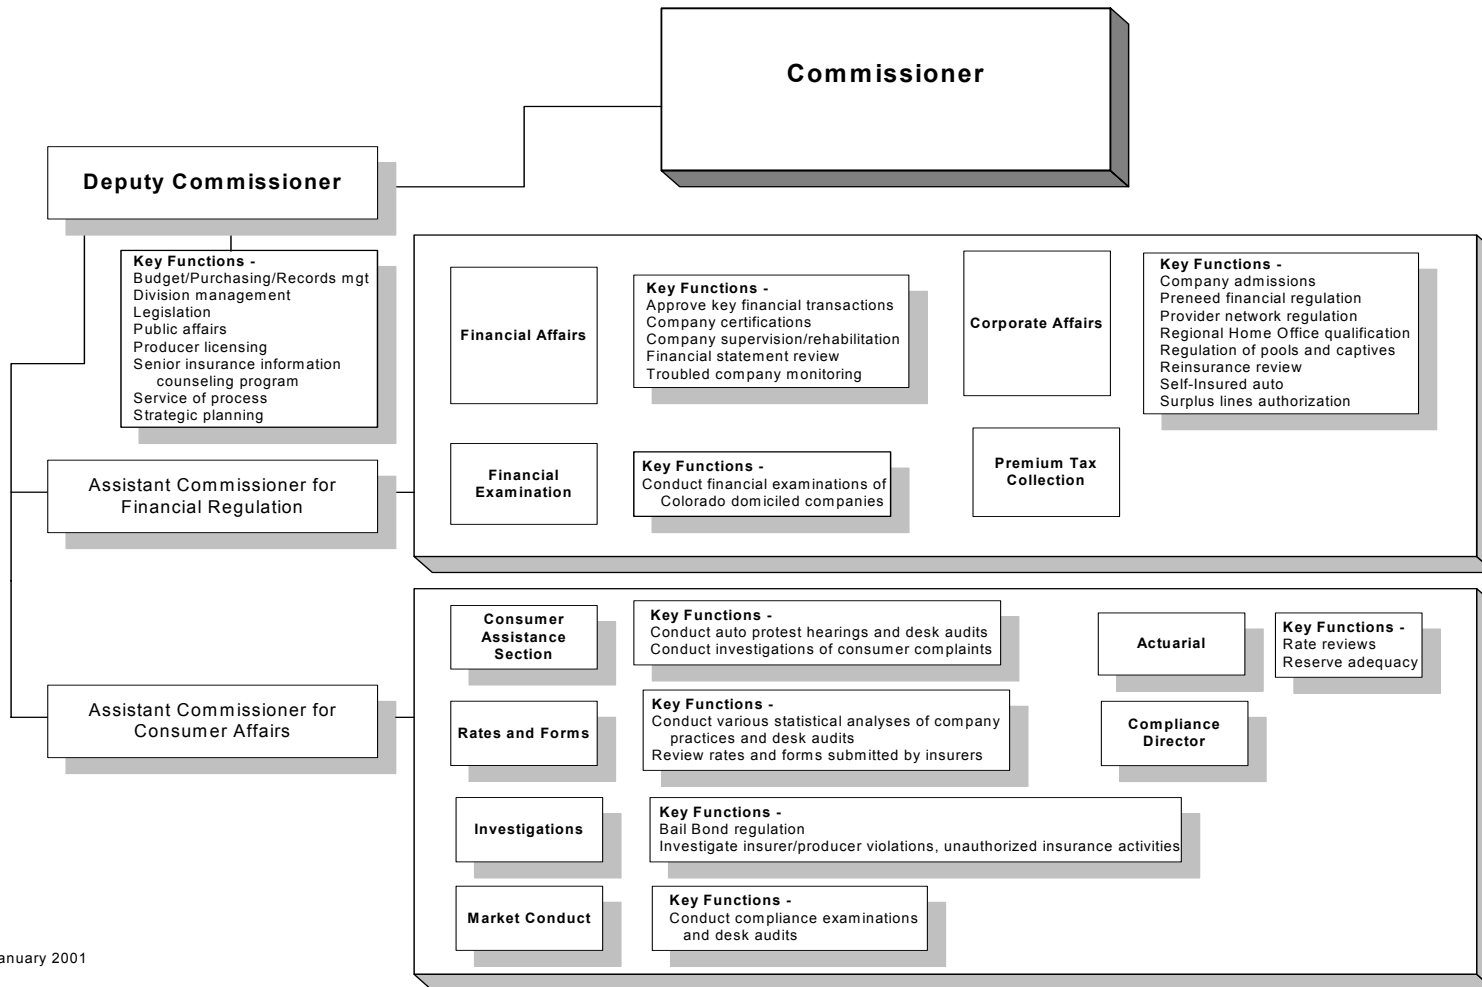 Commissioner
Deputy Commissioner
Key Functions -
Budget/Purchasing/Records mgt
Division management
Legislation
Public affairs
Producer licensing
Senior insurance information
counseling program
Service of process
Strategic planning
Financial Affairs
Key Functions -
Approve key financial transactions
Company certifications
Company supervision/rehabilitation
Financial statement review
Troubled company monitoring
Corporate Affairs
Key Functions -
Company admissions
Preneed financial regulation
Provider network regulation
Regional Home Office qualification
Regulation of pools and captives
Reinsurance review
Self-Insured auto
Surplus lines authorization
Assistant Commissioner for
Financial Regulation
Financial
Examination
Key Functions -
Conduct financial examinations of
Colorado domiciled companies
Premium Tax
Collection
Consumer
Assistance
Section
Key Functions -
Conduct auto protest hearings and desk audits
Conduct investigations of consumer complaints
Actuarial
Key Functions -
Rate reviews
Reserve adequacy
Assistant Commissioner for
Consumer Affairs
Rates and Forms
Key Functions -
Conduct various statistical analyses of company
practices and desk audits
Review rates and forms submitted by insurers
Compliance
Director
Investigations
Key Functions -
Bail Bond regulation
Investigate insurer/producer violations, unauthorized insurance activities
Market Conduct
Key Functions -
Conduct compliance examinations
and desk audits
anuary 2001